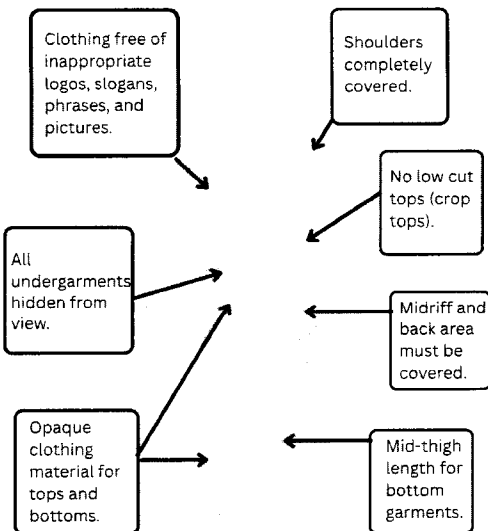 Clothing free of
inappropriate
logos, slogans,
phrases, and
pictures.
Shoulders
completely
covered.
No low cut
tops (crop
tops).
All
undergarments
hidden from
view.
Midriff and
back area
must be
covered.
Opaque
clothing
material for
tops and
bottoms.
Mid-thigh
length for
bottom
garments.